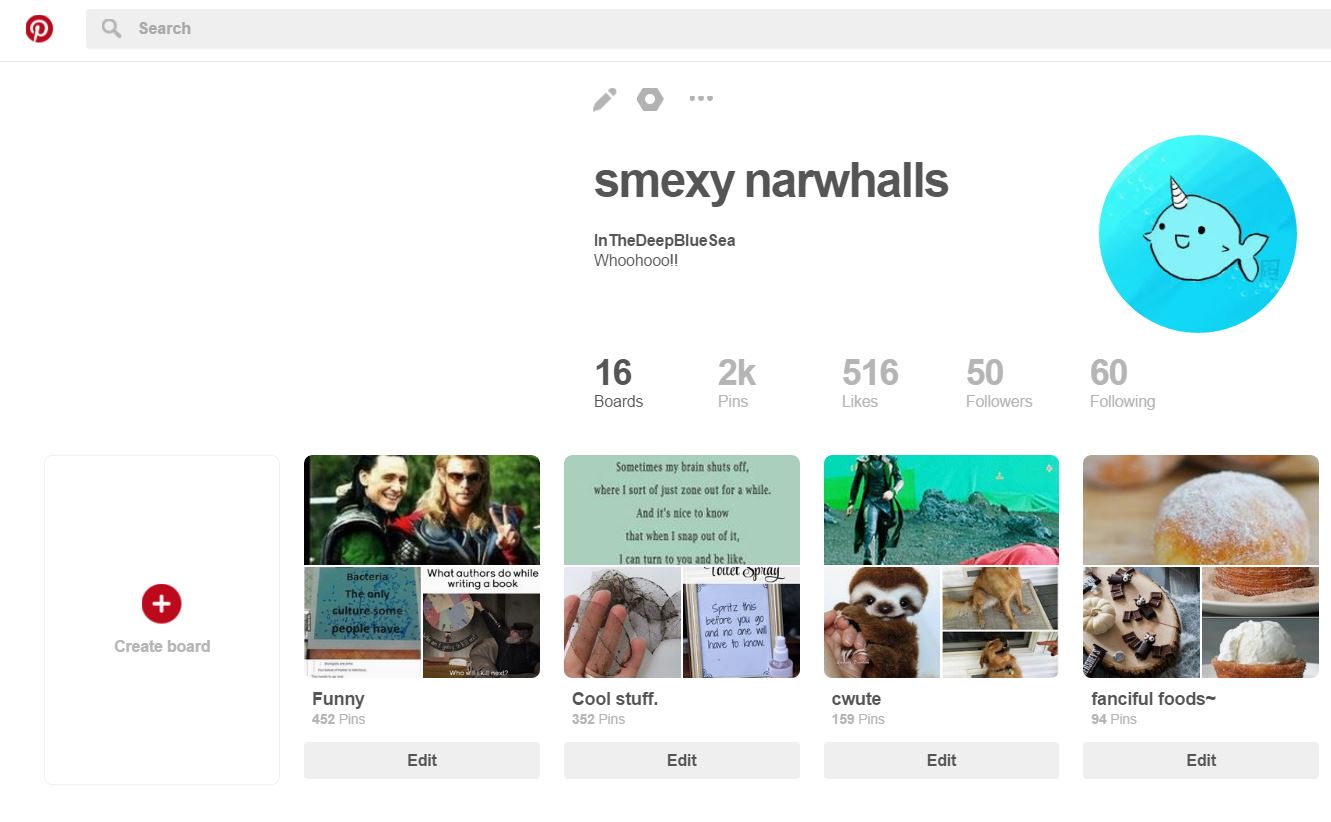 Search
smexy narwhalls
InTheDeepBlueSea
Whoohooo!!
16
Boards
2k
Pins
516
Likes
50
Followers
60
Following
Create board
Bacteria
The only
culture some
people have.
What authors do while
writing a book
Who will I kill next?
Funny
452 Pins
Edit
Sometimes my brain shuts off,
where I sort of just zone out for a while.
And it's nice to know
that when I snap out of it,
I can turn to you and be like,
Toilet Spray
Spritz this
before you go
and no one will
have to know.
Cool stuff.
352 Pins
Edit
cwute
159 Pins
Edit
HERSHEY'S
fanciful foods~
94 Pins
Edit